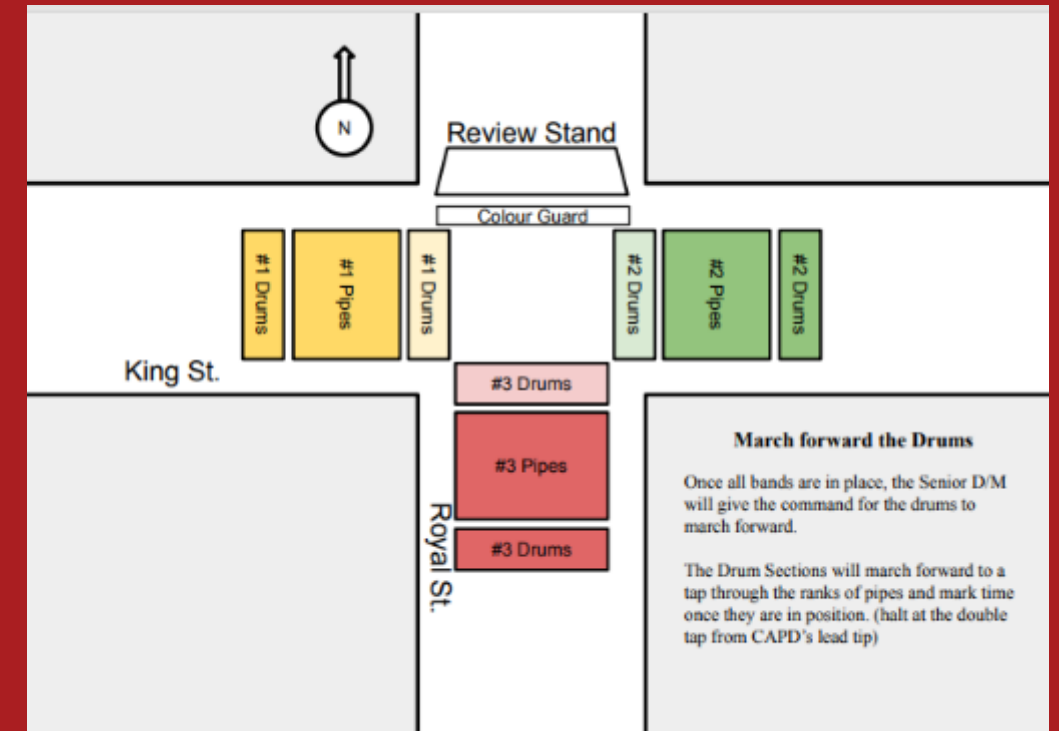 N
Review Stand
Colour Guard
#1 Drums
#1 Pipes
#1 Drums
#2 Drums
#2 Pipes
#2 Drums
King St.
#3 Drums
#3 Pipes
#3 Drums
Royal St.
March forward the Drums
Once all bands are in place, the Senior D/M
will give the command for the drums to
march forward.
The Drum Sections will march forward to a
tap through the ranks of pipes and mark time
once they are in position. (halt at the double
tap from CAPD's lead tip)